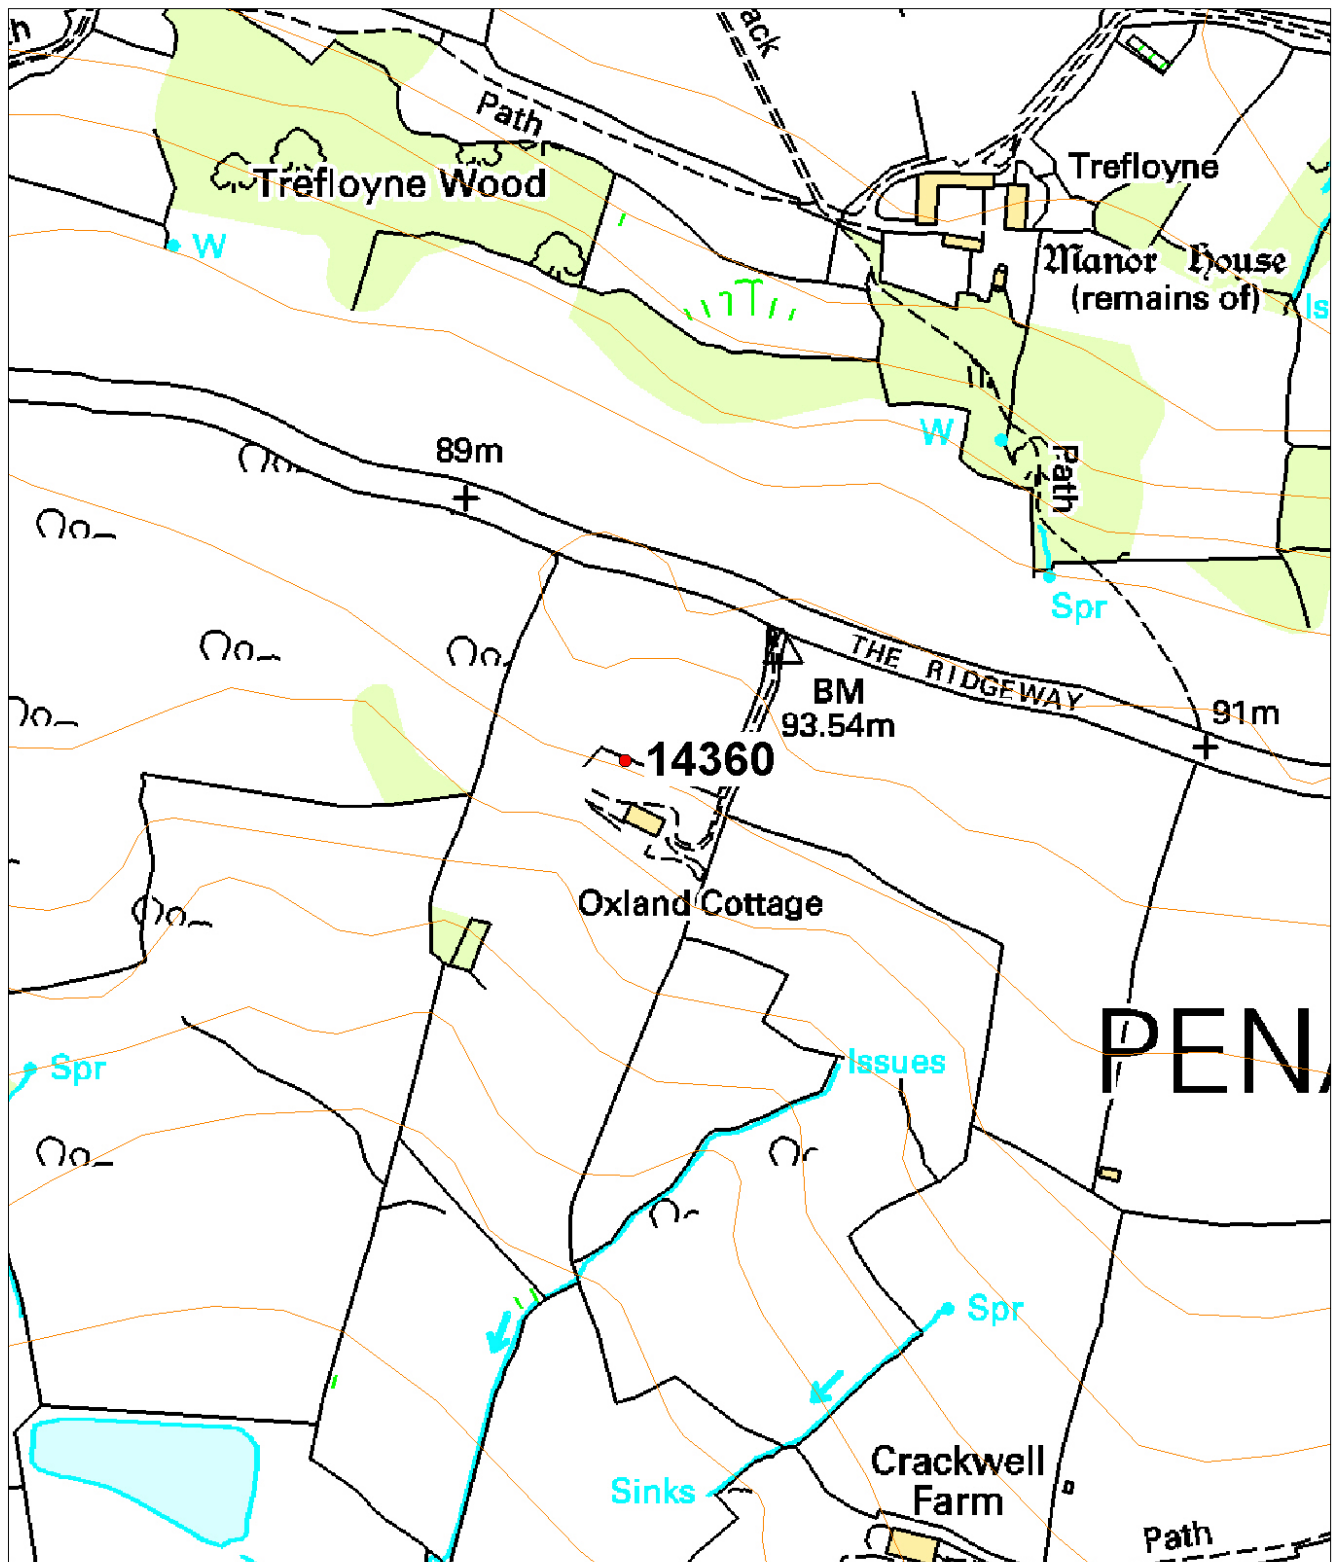 h
ack
Path
Trefloyne
Trefloyne Wood
W
Manor House
(remains of)
Is
W
89m
Path
Spr
THE RIDGEWAY
BM
93.54m
91m
14360
Oxland Cottage
PEN
Issues
Spr
Spr
Crackwell
Farm
Sinks
Path